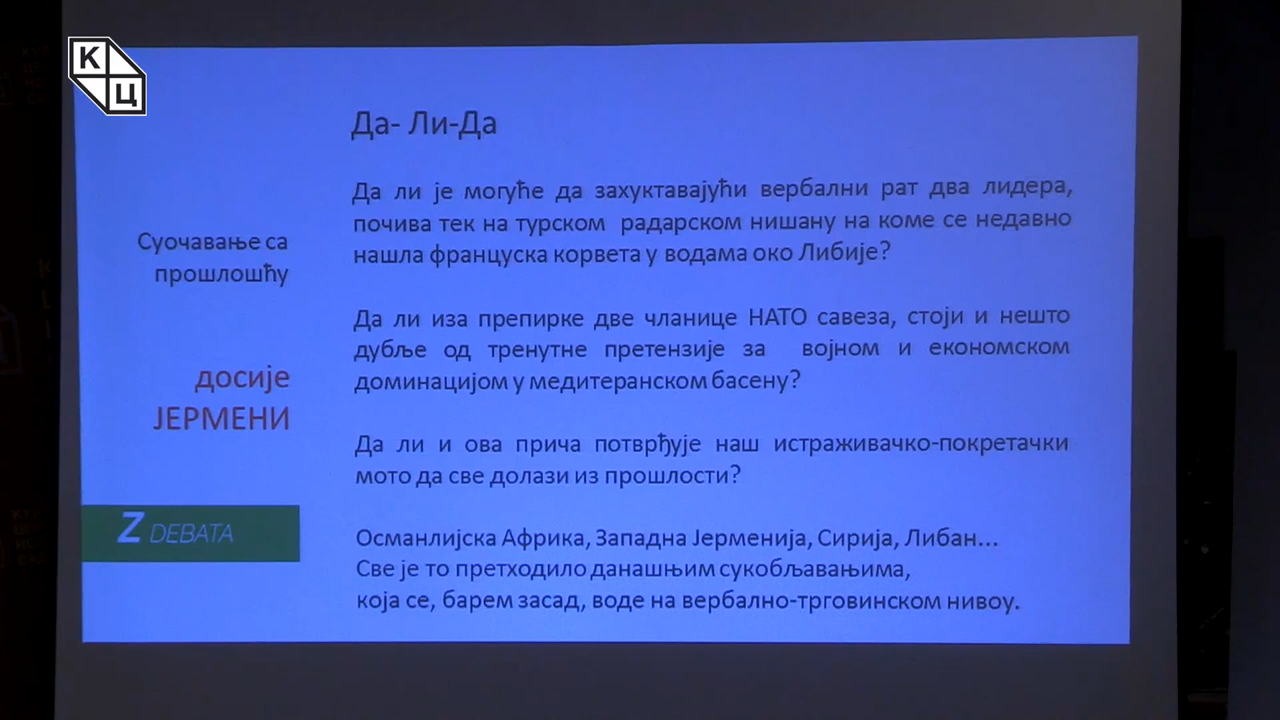 К
Ц
Да- Ли-Да
Да ли је могуће да захуктавајући вербални рат два лидера,
почива тек на турском радарском нишану на коме се недавно
нашла француска корвета у водама око Либије?
Да ли иза препирке две чланице НАТО савеза, стоји и нешто
дубље од тренутне претензије за војном и економском
доминацијом у медитеранском басену?
Да ли и ова прича потврђује наш истраживачко-покретачки
мото да све долази из прошлости?
Османлијска Африка, Западна Јерменија, Сирија, Либан...
Све је то претходило данашњим сукобљавањима,
која се, барем засад, воде на вербално-трговинском нивоу.
Суочавање са
прошлошћу
досије
ЈЕРМЕНИ
Z DEBATA